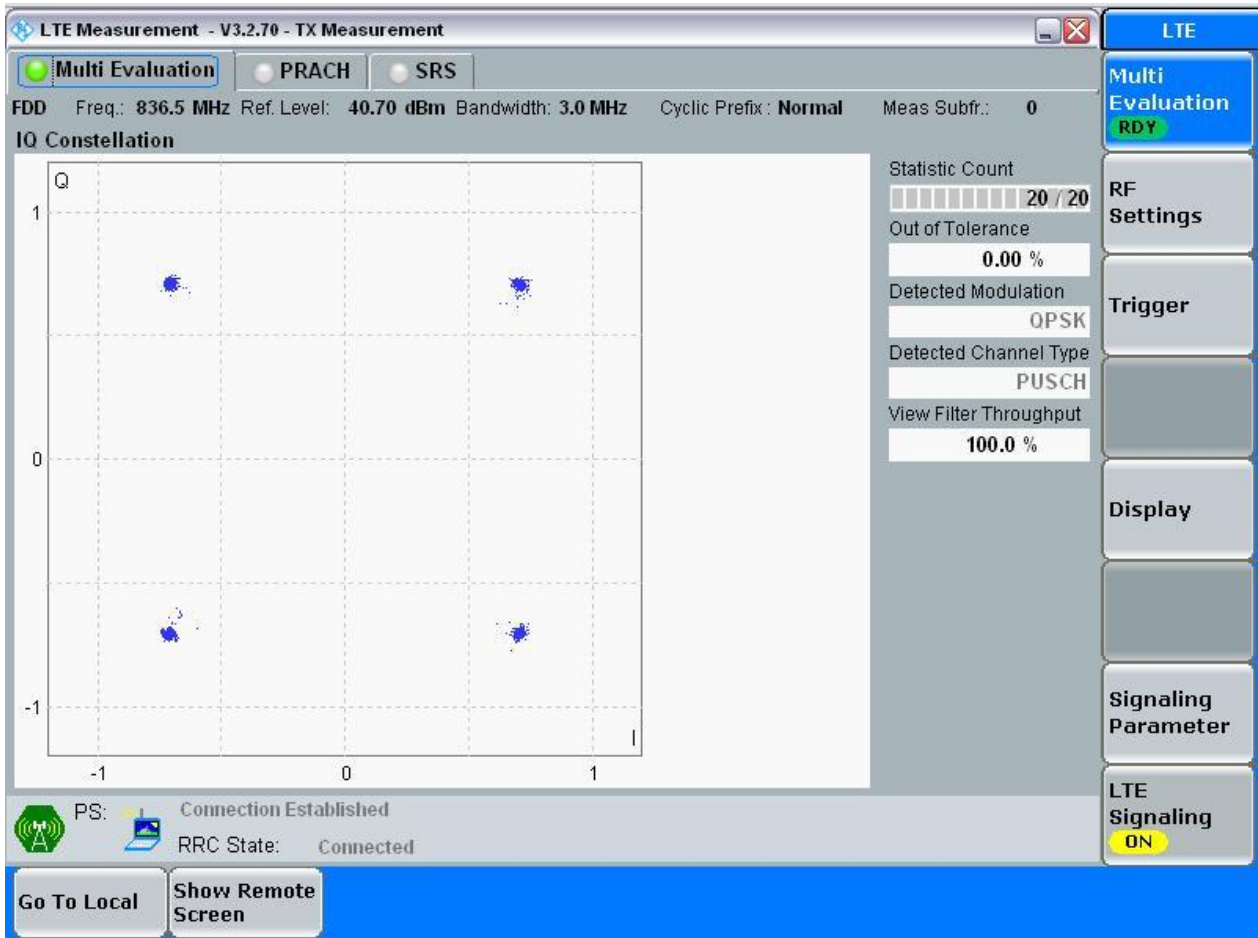 LTE Measurement - V3.2.70 - TX Measurement
LTE
Multi Evaluation
PRACH
SRS
FDD Freq.: 836.5 MHz Ref. Level: 40.70 dBm Bandwidth: 3.0 MHz Cyclic Prefix : Normal Meas Subfr.: 0
IQ Constellation
Q
1
0
-1
I
-1 0 1
Statistic Count
20 / 20
Out of Tolerance
0.00 %
Detected Modulation
QPSK
Detected Channel Type
PUSCH
View Filter Throughput
100.0 %
Multi
Evaluation
RDY
RF
Settings
Trigger
Display
Signaling
Parameter
LTE
Signaling
ON
PS: Connection Established
RRC State: Connected
Go To Local
Show Remote
Screen